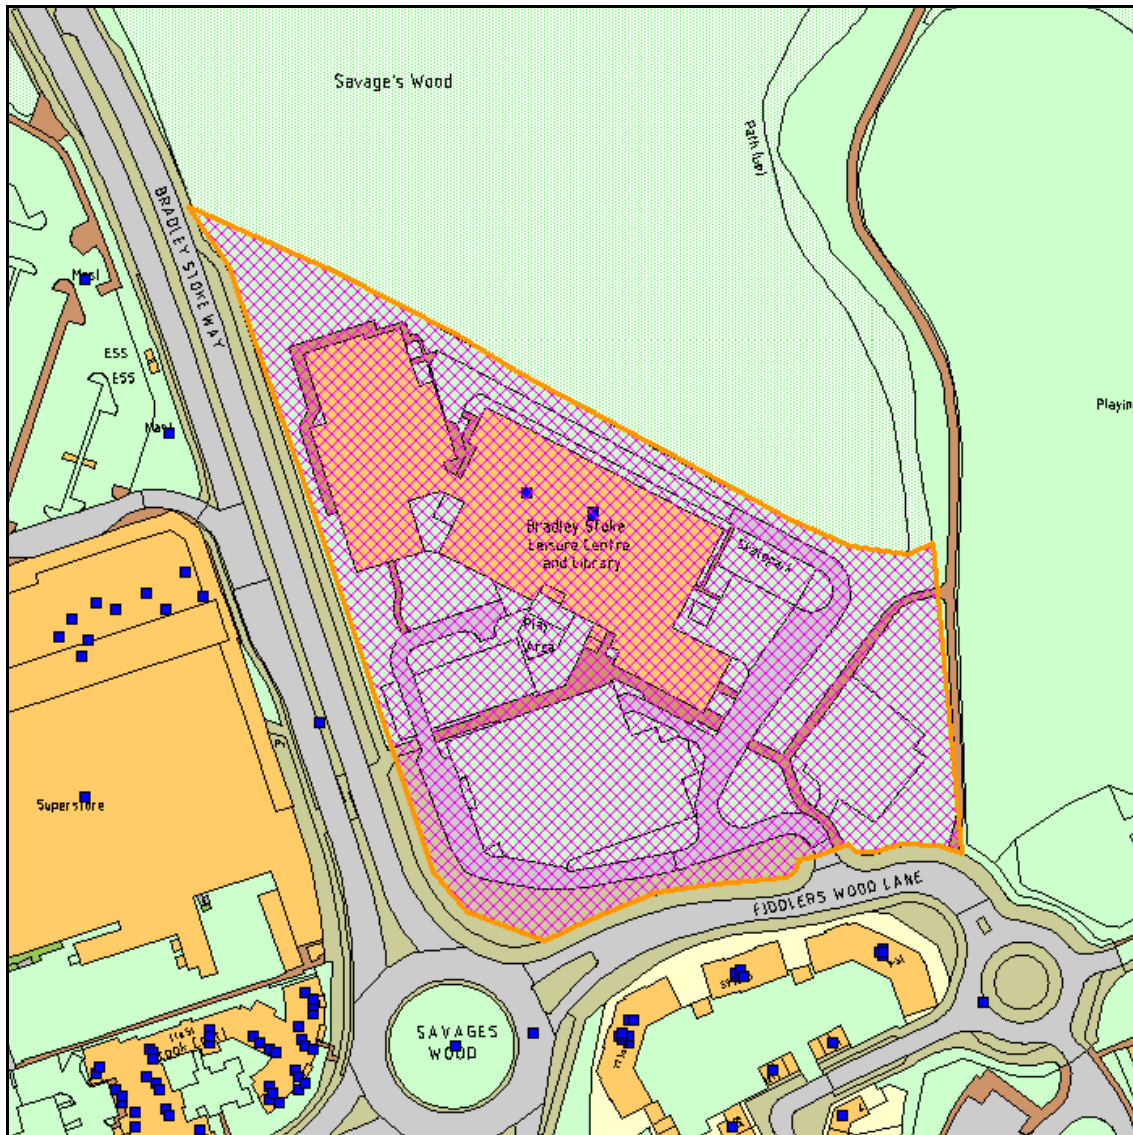 Savage's Wood
Path (um)
BRADLEY STOKE WAY
Mast
ESS
ESS
Mast
Playin
Bradley Stoke
Leisure Centre
and Library
Skatepark
Play
Area
Superstore
FIDDLERS WOOD LANE
SAVAGES
WOOD